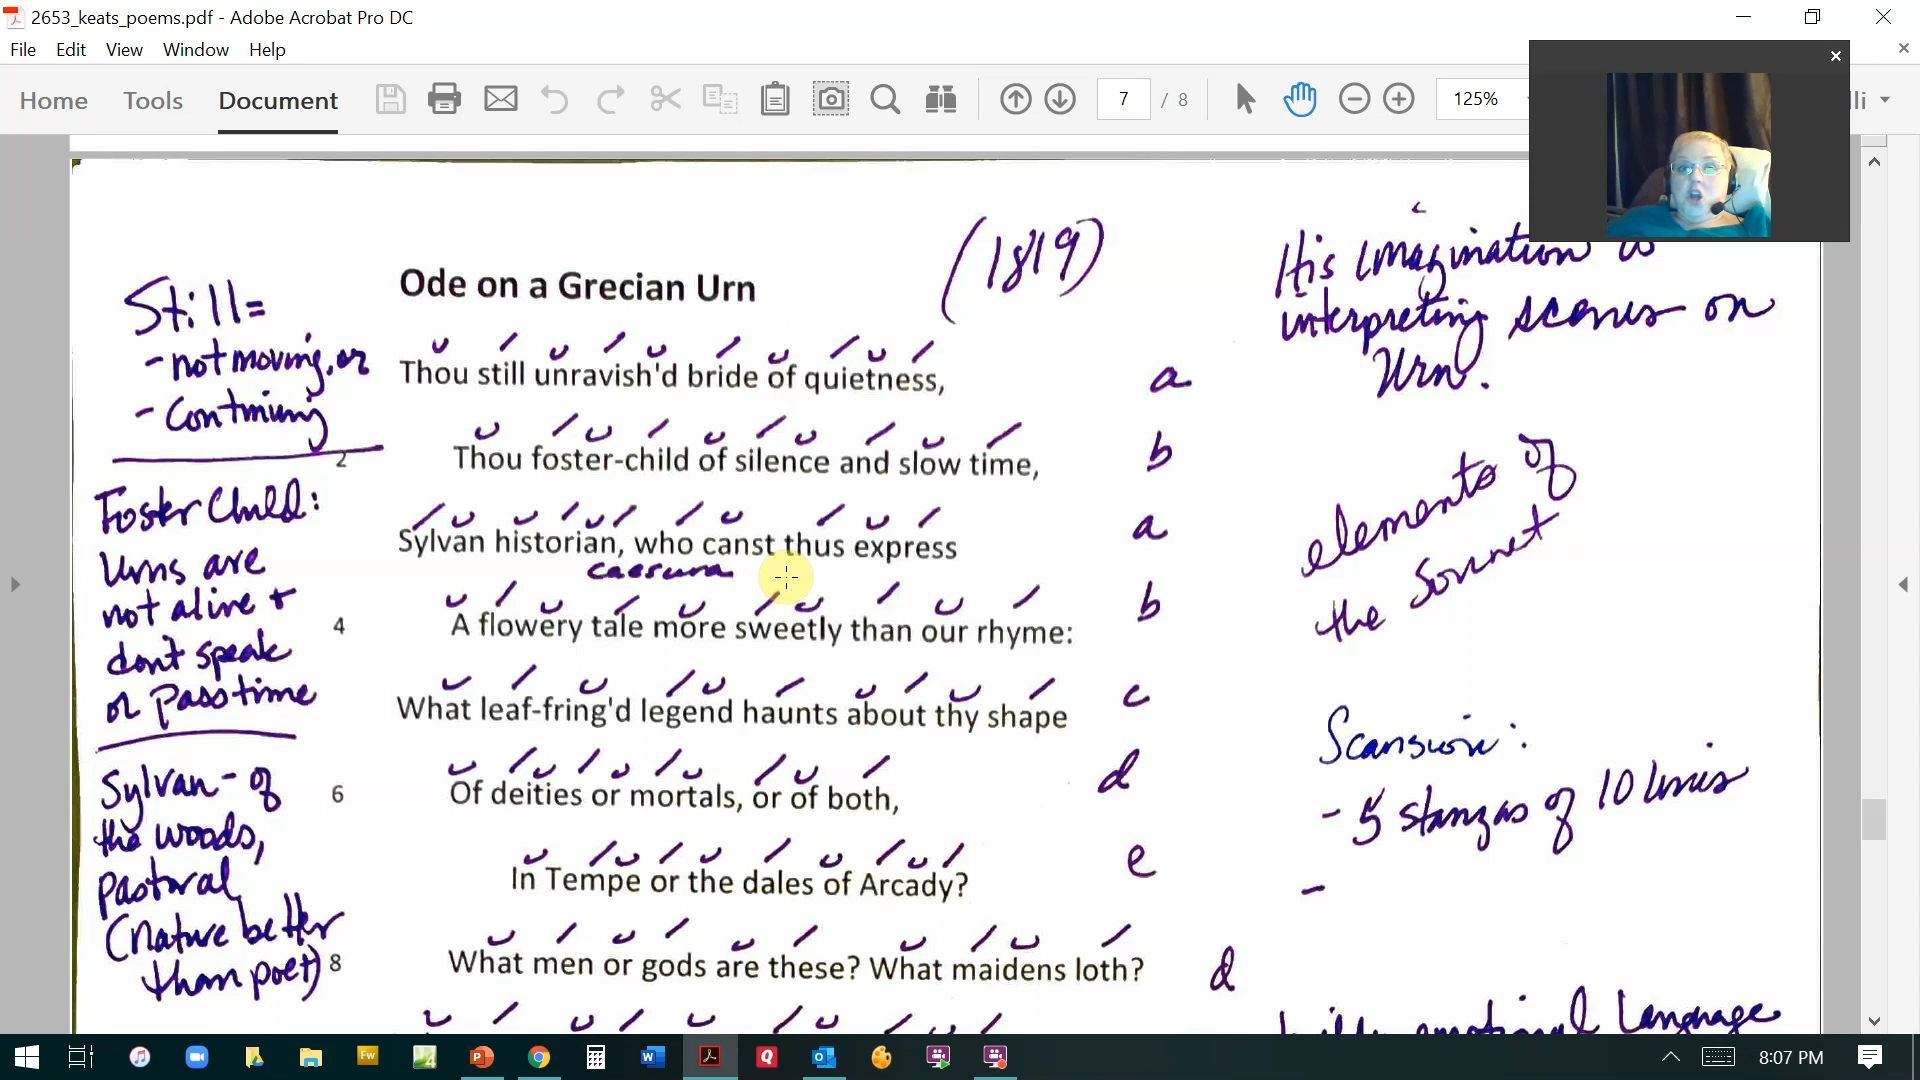 2653_keats_poems.pdf - Adobe Acrobat Pro DC
File Edit View Window Help
Home Tools Document 7 / 8 125% lli
(1819)
His imagination is
interpreting scenes on
Urn.
Still=
- not moving, or
- Continuing
Ode on a Grecian Urn
Thou still unravish'd bride of quietness, a
2 Thou foster-child of silence and slow time, b
Sylvan historian, who canst thus express a
caesura
4 A flowery tale more sweetly than our rhyme: b
What leaf-fring'd legend haunts about thy shape c
6 Of deities or mortals, or of both, d
In Tempe or the dales of Arcady? e
8 What men or gods are these? What maidens loth? d
Foster Child:
Urns are
not alive +
don't speak
or Pass time
Sylvan - of
the woods,
pastoral
(nature better
than poet)
elements of
the Sonnet
Scansion:
- 5 stanzas of 10 lines
-
emotional Language
Fw
8:07 PM